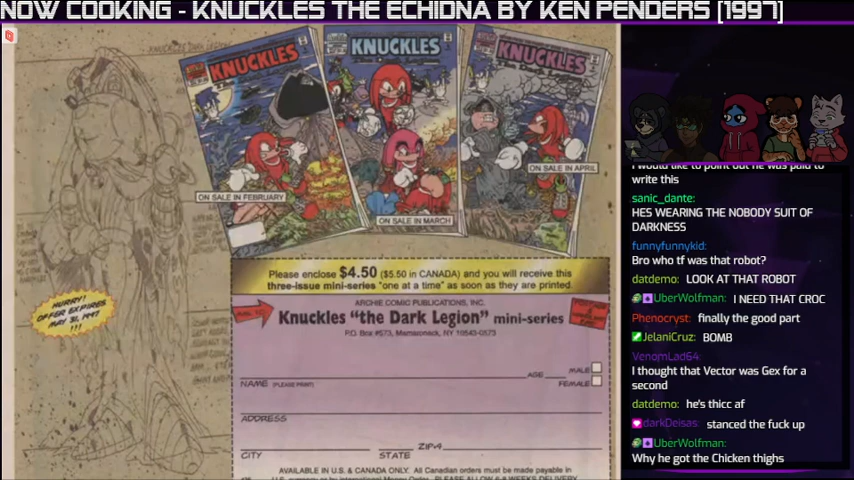 NOW COOKING - KNUCKLES THE ECHIDNA BY KEN PENDERS [1997]
KNUCKLES
KNUCKLES
KNUCKLES
ON SALE IN FEBRUARY
ON SALE IN MARCH
ON SALE IN APRIL
Please enclose $4.50 ($5.50 in CANADA) and you will receive this
three-issue mini-series "one at a time" as soon as they are printed.
HURRY!
OFFER EXPIRES
MAY 31, 1997
!!!
MAIL TO
ARCHIE COMIC PUBLICATIONS, INC.
Knuckles "the Dark Legion" mini-series
P.O. Box #573, Mamaroneck, NY 10543-0573
AGE
MALE
FEMALE
NAME (PLEASE PRINT)
ADDRESS
CITY
STATE
ZIP+4
AVAILABLE IN U.S. & CANADA ONLY. All Canadian orders must be made payable in
I would like to point out he was paid to
write this
sanic_dante:
HES WEARING THE NOBODY SUIT OF
DARKNESS
funnyfunnykid:
Bro who tf was that robot?
datdemo: LOOK AT THAT ROBOT
UberWolfman: I NEED THAT CROC
Phenocryst: finally the good part
JelaniCruz: BOMB
VenomLad64:
I thought that Vector was Gex for a
second
datdemo: he's thicc af
darkDeisas: stanced the fuck up
UberWolfman:
Why he got the Chicken thighs